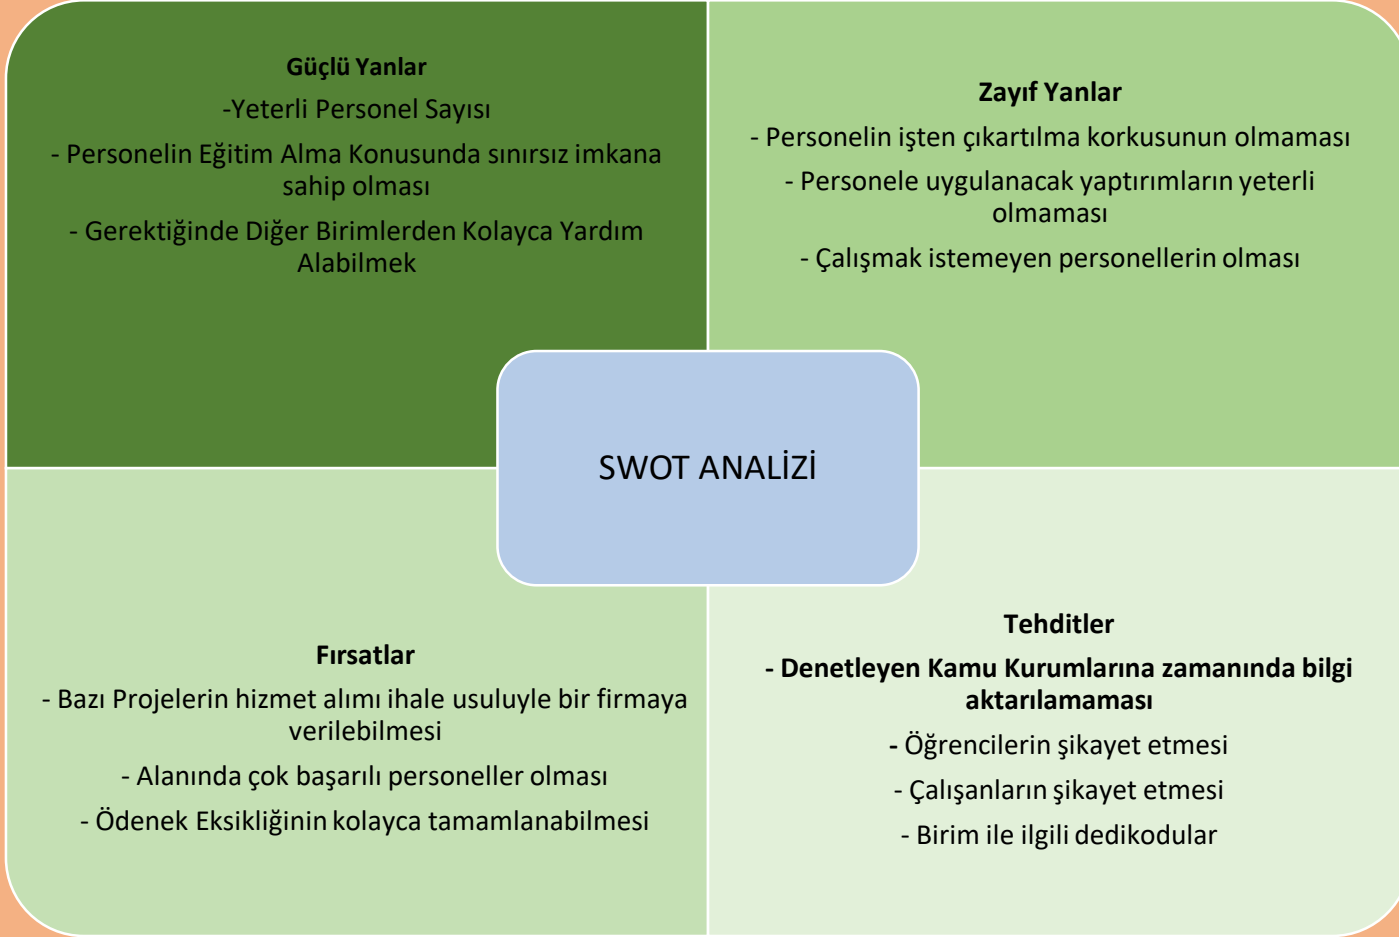 Güçlü Yanlar
-Yeterli Personel Sayısı
- Personelin Eğitim Alma Konusunda sınırsız imkana
sahip olması
- Gerektiğinde Diğer Birimlerden Kolayca Yardım
Alabilmek
Zayıf Yanlar
- Personelin işten çıkartılma korkusunun olmaması
- Personele uygulanacak yaptırımların yeterli
olmaması
- Çalışmak istemeyen personellerin olması
SWOT ANALİZİ
Fırsatlar
- Bazı Projelerin hizmet alımı ihale usuluyle bir firmaya
verilebilmesi
- Alanında çok başarılı personeller olması
- Ödenek Eksikliğinin kolayca tamamlanabilmesi
Tehditler
- Denetleyen Kamu Kurumlarına zamanında bilgi
aktarılamaması
- Öğrencilerin şikayet etmesi
- Çalışanların şikayet etmesi
- Birim ile ilgili dedikodular